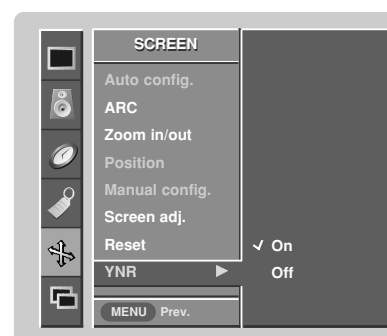 SCREEN
Auto config.
ARC
Zoom in/out
Position
Manual config.
Screen adj.
Reset
✓ On
YNR ▶ Off
MENU Prev.